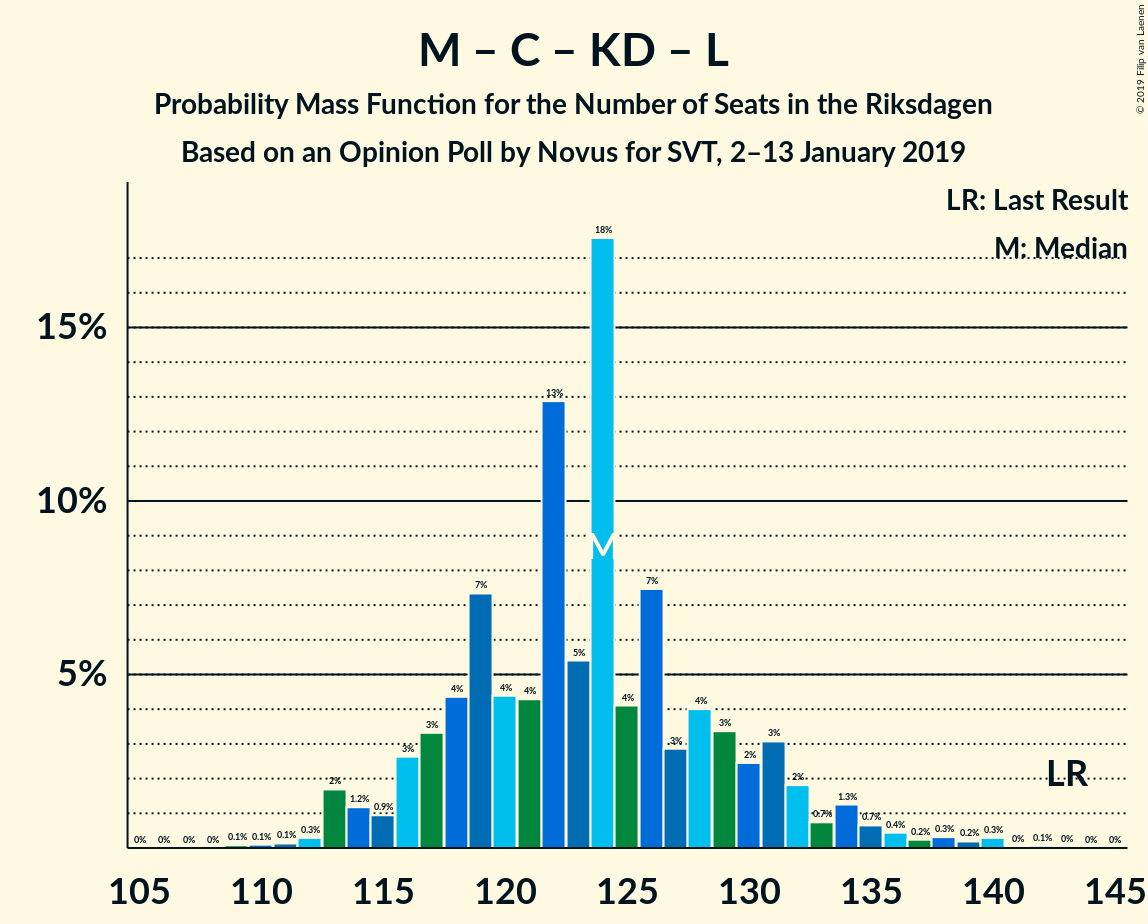 M – C – KD – L
Probability Mass Function for the Number of Seats in the Riksdagen
Based on an Opinion Poll by Novus for SVT, 2–13 January 2019
© 2019 Filip van Laenen
LR: Last Result
M: Median
15%
10%
5%
0% 0% 0% 0% 0.1% 0.1% 0.1% 0.3% 2% 1.2% 0.9% 3% 3% 4% 7% 4% 4% 13% 5% 18% 4% 7% 3% 4% 3% 2% 3% 2% 0.7% 1.3% 0.7% 0.4% 0.2% 0.3% 0.2% 0.3% 0% 0.1% 0% 0% 0%
M
LR
105 110 115 120 125 130 135 140 145